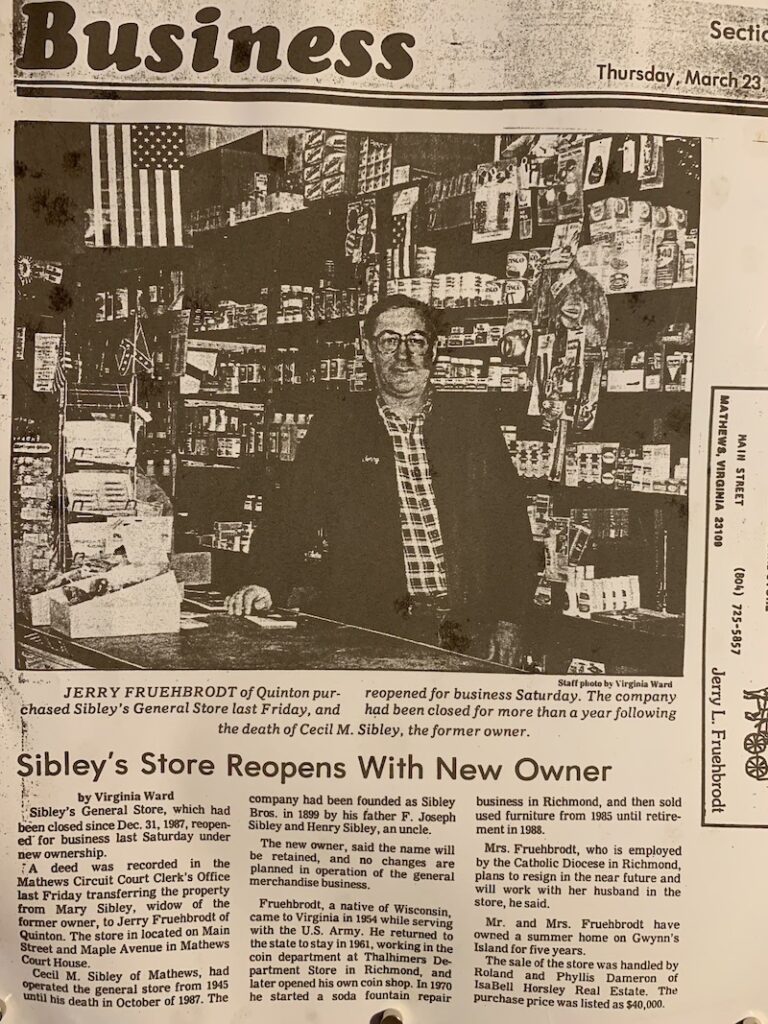 Business
Thursday, March 23,
Staff photo by Virginia Ward
JERRY FRUEHBRODT of Quinton pur-
chased Sibley's General Store last Friday, and
reopened for business Saturday. The company
had been closed for more than a year following
the death of Cecil M. Sibley, the former owner.
Sibley's Store Reopens With New Owner
by Virginia Ward
Sibley's General Store, which had
been closed since Dec. 31, 1987, reopen-
ed for business last Saturday under
new ownership.
A deed was recorded in the
Mathews Circuit Court Clerk's Office
last Friday transferring the property
from Mary Sibley, widow of the
former owner, to Jerry Fruehbrodt of
Quinton. The store in located on Main
Street and Maple Avenue in Mathews
Court House.
Cecil M. Sibley of Mathews, had
operated the general store from 1945
until his death in October of 1987. The
company had been founded as Sibley
Bros. in 1899 by his father F. Joseph
Sibley and Henry Sibley, an uncle.
The new owner, said the name will
be retained, and no changes are
planned in operation of the general
merchandise business.
Fruehbrodt, a native of Wisconsin,
came to Virginia in 1954 while serving
with the U.S. Army. He returned to
the state to stay in 1961, working in the
coin department at Thalhimers De-
partment Store in Richmond, and
later opened his own coin shop. In 1970
he started a soda fountain repair
business in Richmond, and then sold
used furniture from 1985 until retire-
ment in 1988.
Mrs. Fruehbrodt, who is employed
by the Catholic Diocese in Richmond,
plans to resign in the near future and
will work with her husband in the
store, he said.
Mr. and Mrs. Fruehbrodt have
owned a summer home on Gwynn's
Island for five years.
The sale of the store was handled by
Roland and Phyllis Dameron of
IsaBell Horsley Real Estate. The
purchase price was listed as $40,000.
MAIN STREET
MATHEWS, VIRGINIA 23109
(804) 725-5857
Jerry L. Fruehbrodt